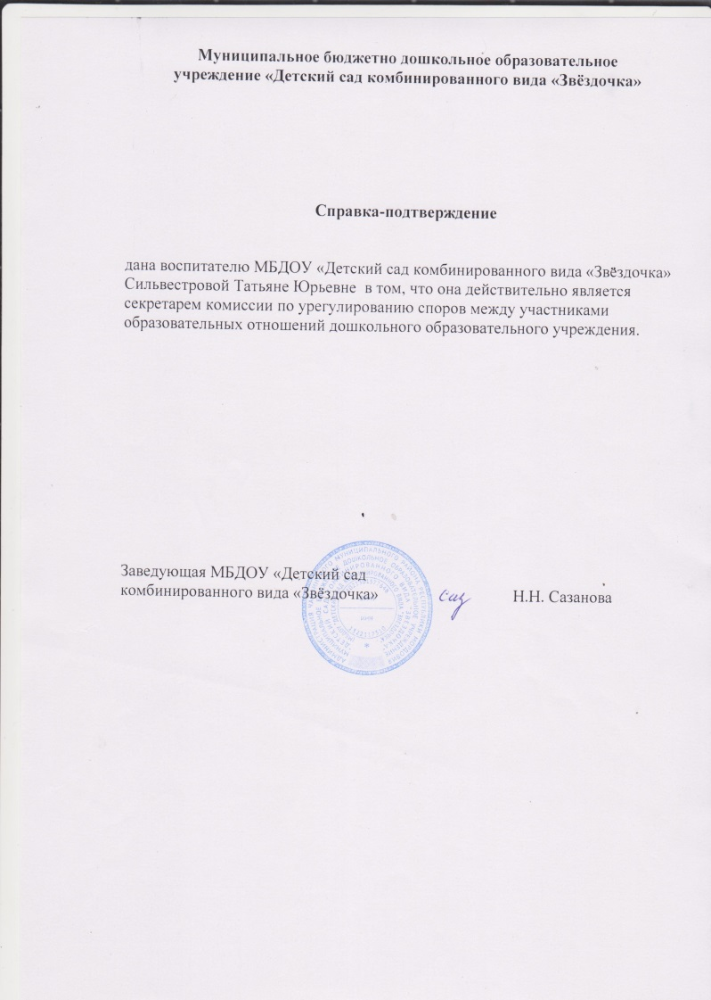 Муниципальное бюджетно дошкольное образовательное
учреждение «Детский сад комбинированного вида «Звёздочка»
Справка-подтверждение
дана воспитателю МБДОУ «Детский сад комбинированного вида «Звёздочка»
Сильвестровой Татьяне Юрьевне в том, что она действительно является
секретарем комиссии по урегулированию споров между участниками
образовательных отношений дошкольного образовательного учреждения.
Заведующая МБДОУ «Детский сад
комбинированного вида «Звёздочка»
саз
Н.Н. Сазанова